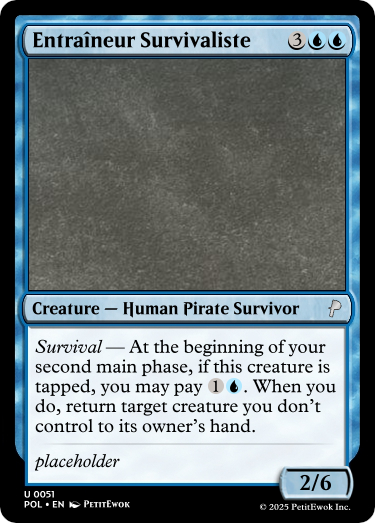 Entraîneur Survivaliste 3
Creature — Human Pirate Survivor
Survival — At the beginning of your
second main phase, if this creature is
tapped, you may pay 1 . When you
do, return target creature you don't
control to its owner's hand.
placeholder
2/6
U 0051
POL • EN PetitEwok
© 2025 PetitEwok Inc.